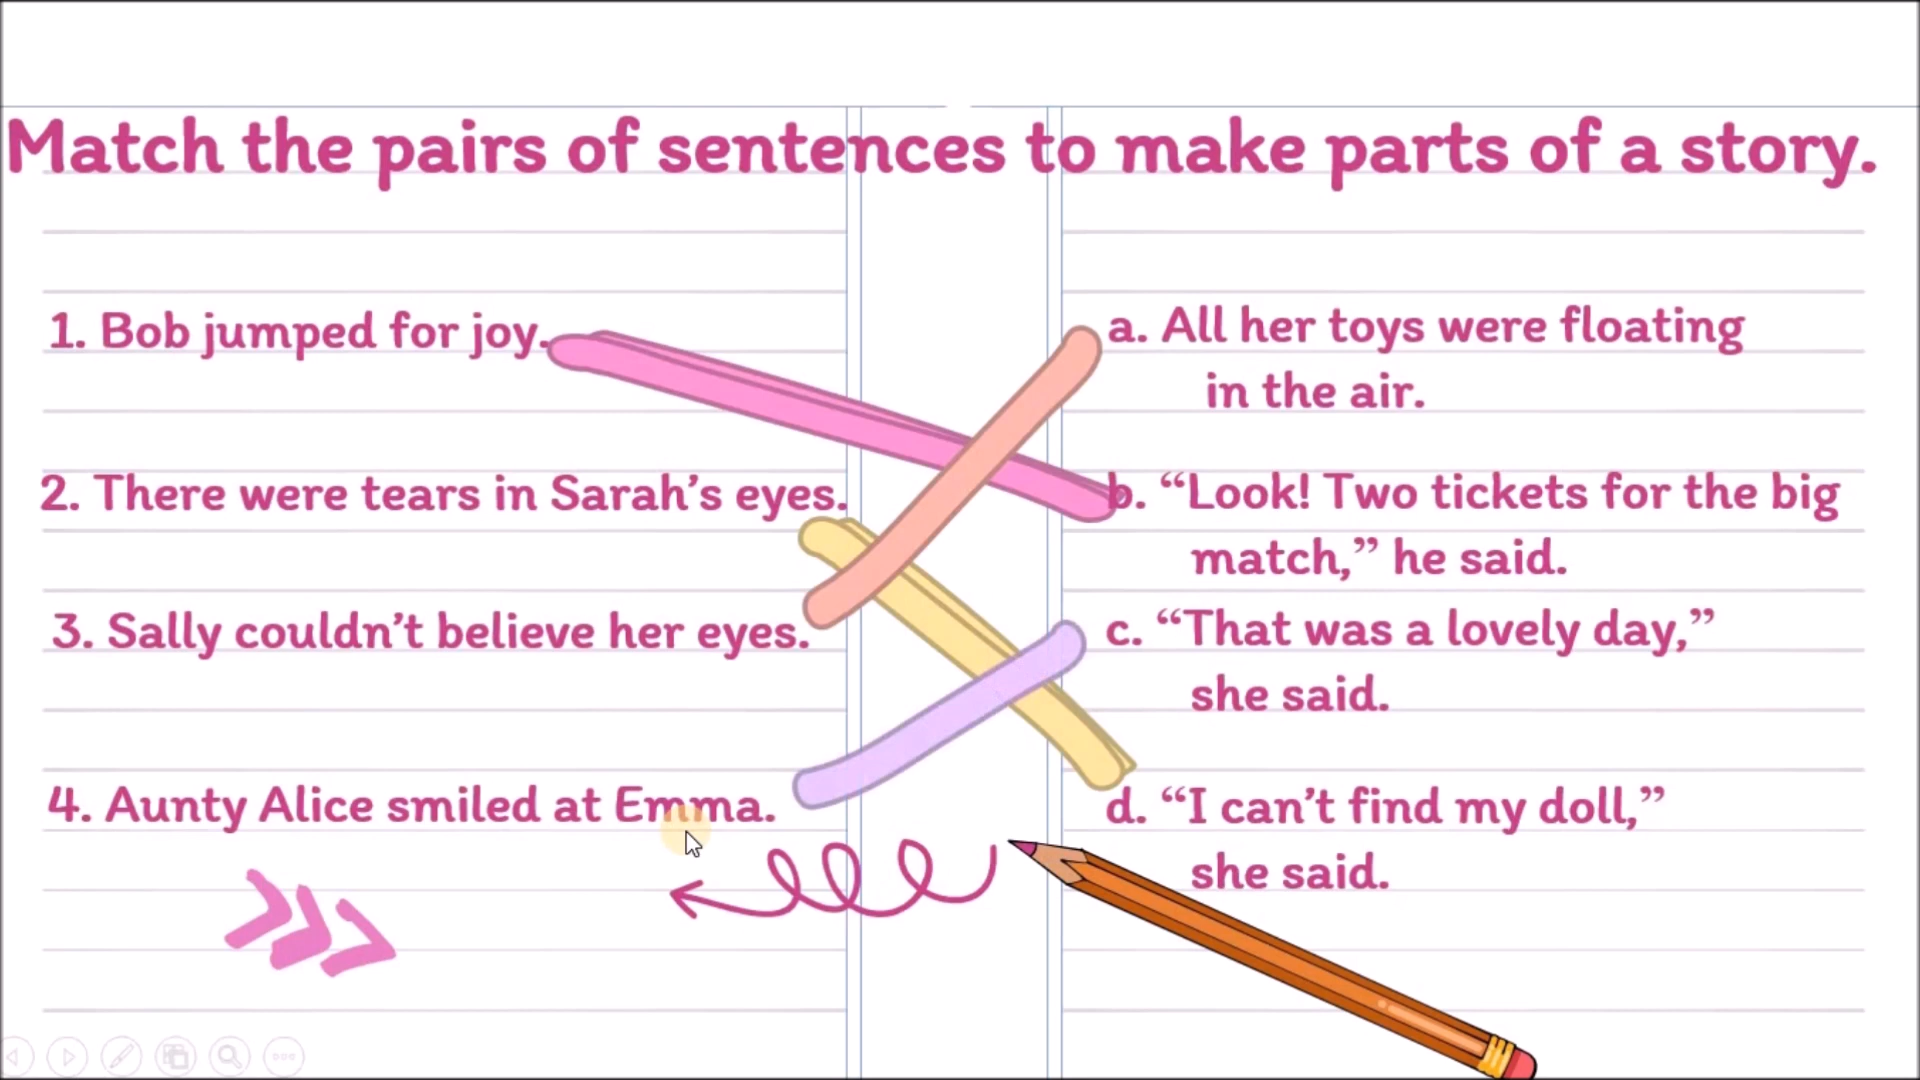 Match the pairs of sentences to make parts of a story.
1. Bob jumped for joy.
2. There were tears in Sarah’s eyes.
3. Sally couldn’t believe her eyes.
4. Aunty Alice smiled at Emma.
a. All her toys were floating
in the air.
b. “Look! Two tickets for the big
match,” he said.
c. “That was a lovely day,”
she said.
d. “I can’t find my doll,”
she said.